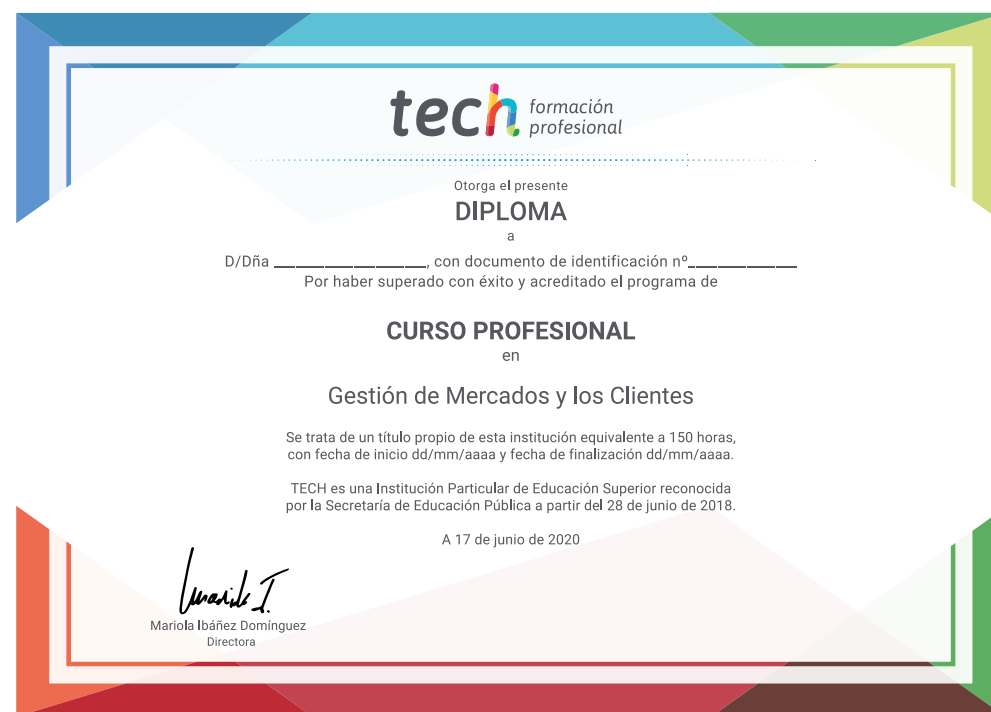 tech formación
profesional
Otorga el presente
DIPLOMA
a
D/Dña ______________, con documento de identificación nº__________
Por haber superado con éxito y acreditado el programa de
CURSO PROFESIONAL
en
Gestión de Mercados y los Clientes
Se trata de un título propio de esta institución equivalente a 150 horas,
con fecha de inicio dd/mm/aaaa y fecha de finalización dd/mm/aaaa.
TECH es una Institución Particular de Educación Superior reconocida
por la Secretaría de Educación Pública a partir del 28 de junio de 2018.
A 17 de junio de 2020
Mariola Ibáñez Domínguez
Directora